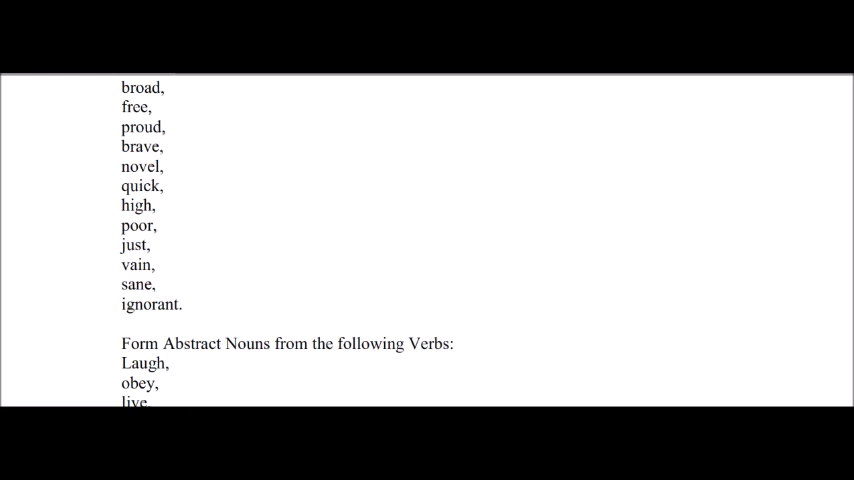 broad,
free,
proud,
brave,
novel,
quick,
high,
poor,
just,
vain,
sane,
ignorant.
Form Abstract Nouns from the following Verbs:
Laugh,
obey,
live,